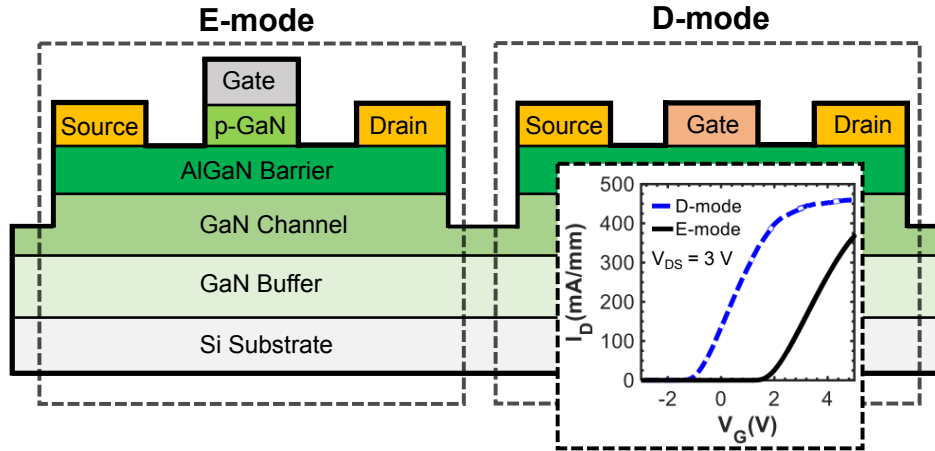 E-mode
D-mode
Gate
Source
p-GaN
Drain
AlGaN Barrier
GaN Channel
GaN Buffer
Si Substrate
Source
Gate
Drain
500
400
300
200
100
0
I_D(mA/mm)
D-mode
E-mode
V_DS = 3 V
-2
0
2
4
V_G(V)